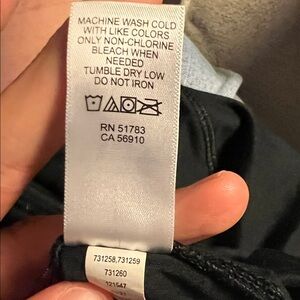 MACHINE WASH COLD
WITH LIKE COLORS
ONLY NON-CHLORINE
BLEACH WHEN
NEEDED
TUMBLE DRY LOW
DO NOT IRON
RN 51783
CA 56910
731258,731259
731260